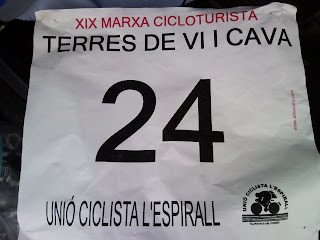 XIX MARXA CICLOTURISTA
TERRES DE VI I CAVA
24
UNIÓ CICLISTA L'ESPIRALL
UNIÓ CICLISTA L'ESPIRALL